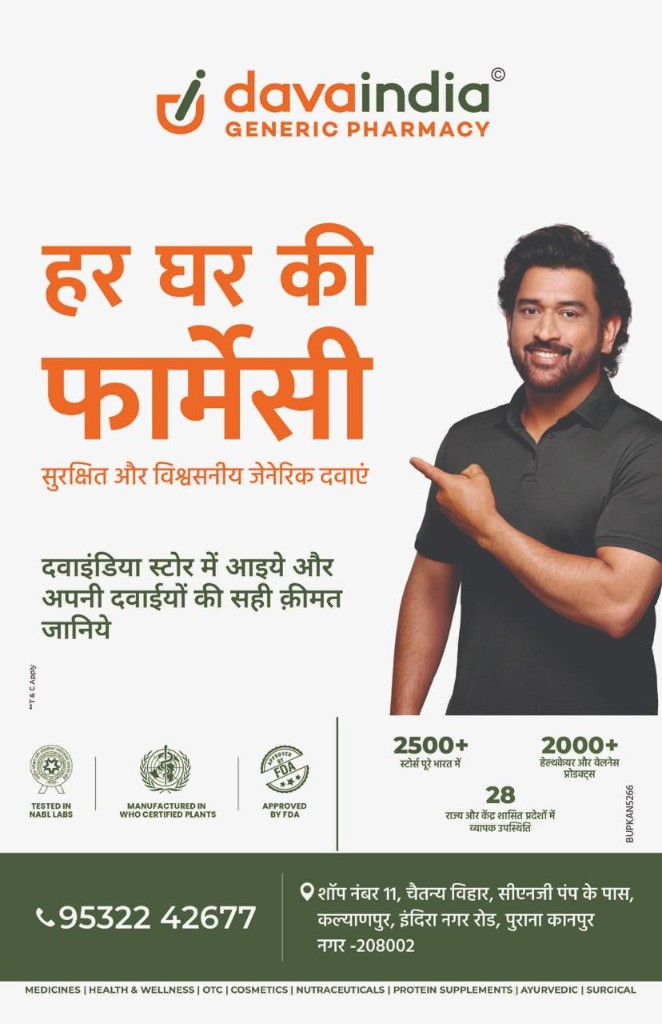 davaindia©
GENERIC PHARMACY
हर घर की
फार्मेसी
सुरक्षित और विश्वसनीय जेनेरिक दवाएं
दवाइंडिया स्टोर में आइये और
अपनी दवाईयों की सही क़ीमत
जानिये
**T & C Apply
TESTED IN
NABL LABS
MANUFACTURED IN
WHO CERTIFIED PLANTS
APPROVED BY
FDA
APPROVED
BY FDA
2500+
स्टोर्स पूरे भारत में
2000+
हेल्थकेयर और वेलनेस
प्रोडक्ट्स
28
राज्य और केंद्र शासित प्रदेशों में
व्यापक उपस्थिति
BUPKAN5266
95322 42677
शॉप नंबर 11, चैतन्य विहार, सीएनजी पंप के पास,
कल्याणपुर, इंदिरा नगर रोड, पुराना कानपुर
नगर -208002
MEDICINES | HEALTH & WELLNESS | OTC | COSMETICS | NUTRACEUTICALS | PROTEIN SUPPLEMENTS | AYURVEDIC | SURGICAL